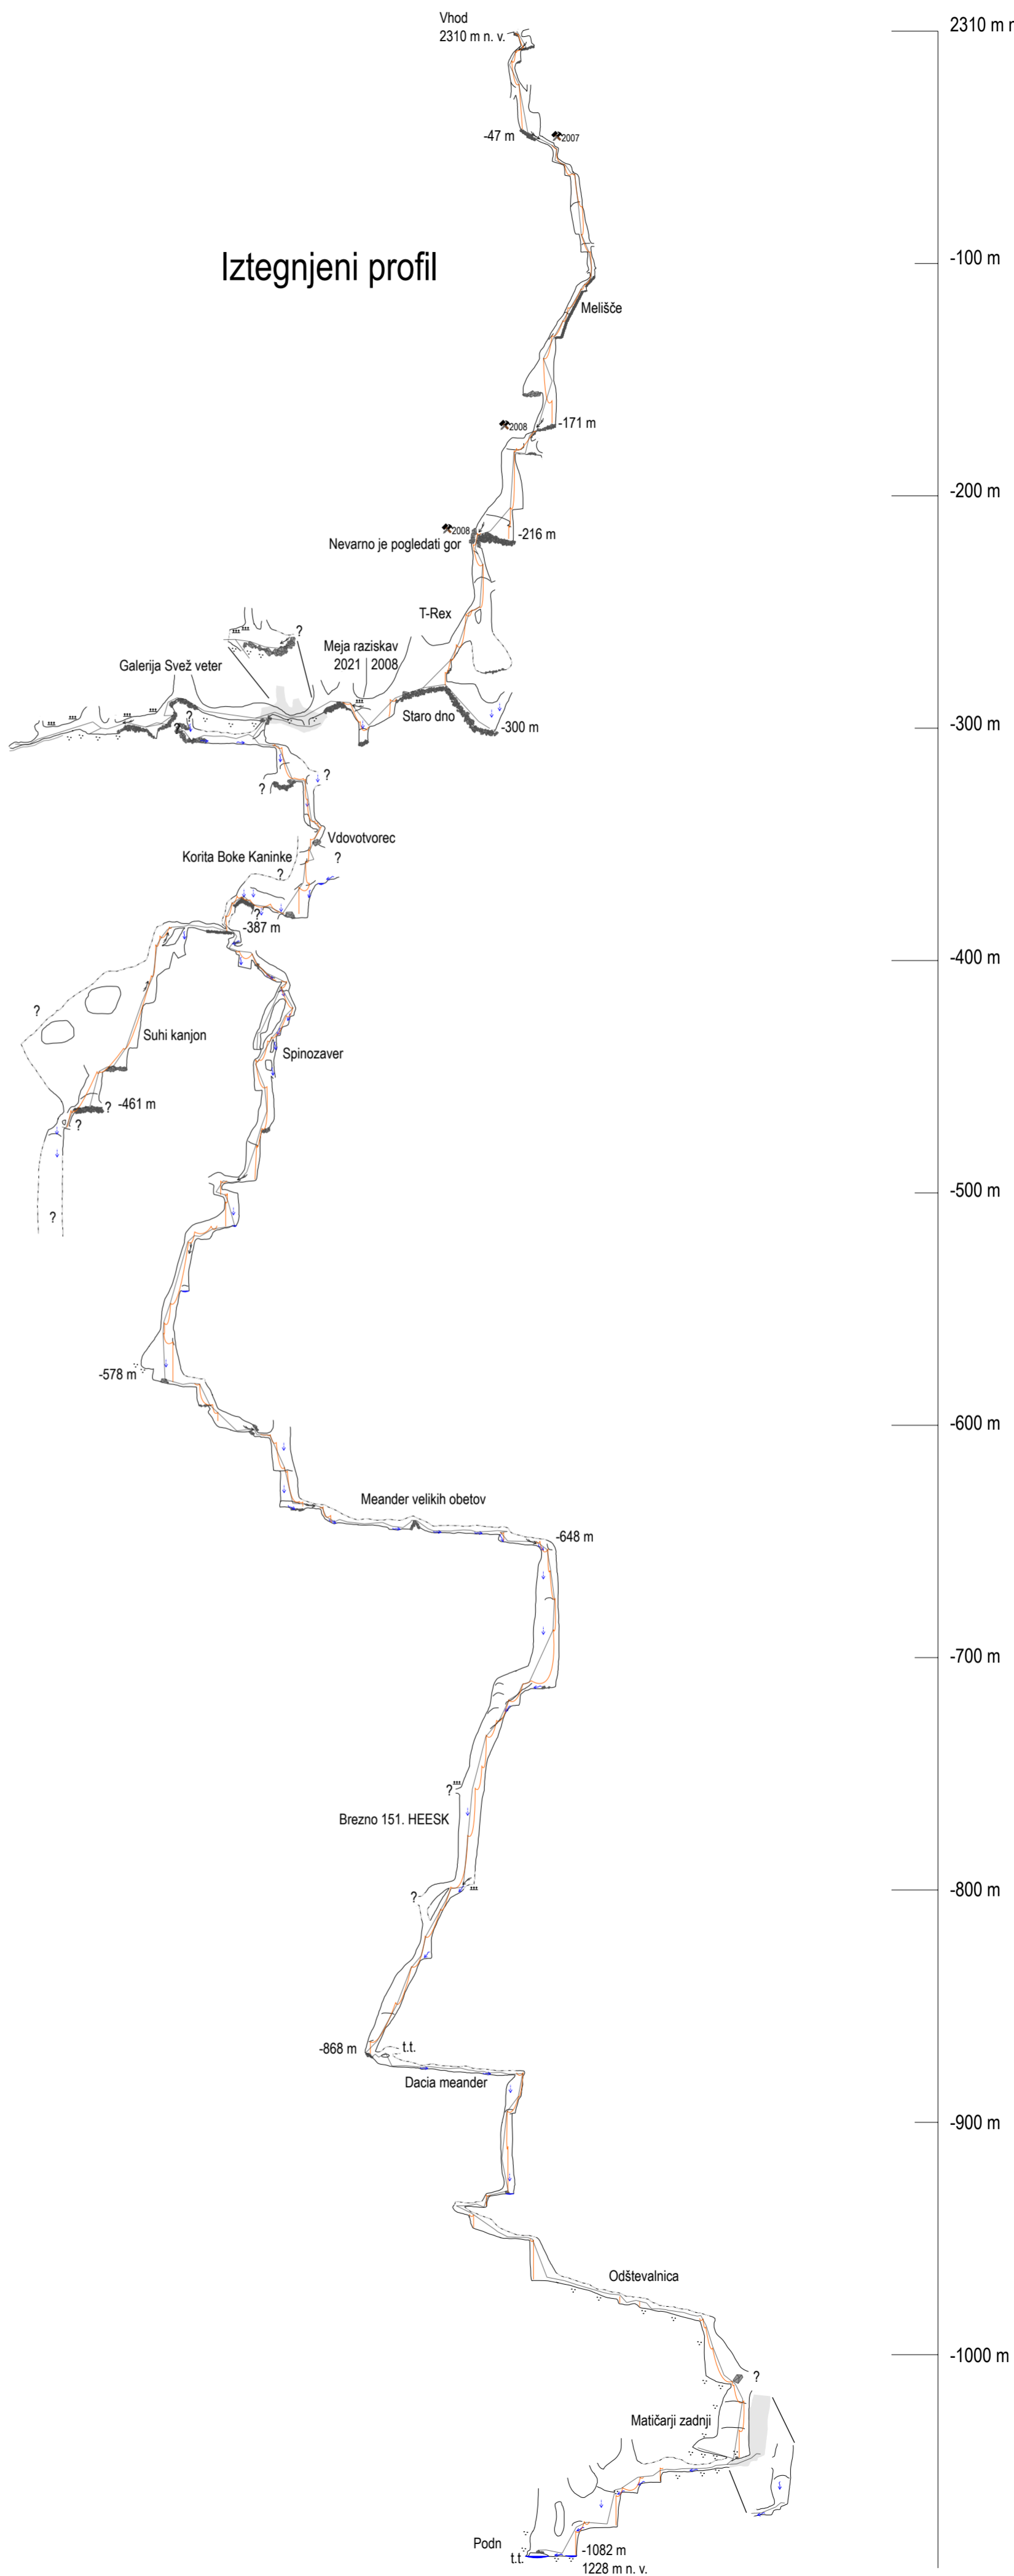 Vhod
2310 m n. v.
2310 m n
-47 m
2007
Iztegnjeni profil
-100 m
Melišče
2008
-171 m
-200 m
2008
-216 m
Nevarno je pogledati gor
T-Rex
?
Meja raziskav
2021 | 2008
Galerija Svež veter
?
?
Staro dno
-300 m
-300 m
?
?
Vdovotvorec
Korita Boke Kaninke
?
?
?
-387 m
-400 m
?
Suhi kanjon
Spinozaver
-461 m
?
?
-500 m
?
-578 m
-600 m
Meander velikih obetov
-648 m
-700 m
?
Brezno 151. HEESK
-800 m
?
-868 m
t.t.
Dacia meander
-900 m
Odštevalnica
-1000 m
?
Matičarji zadnji
Podn
-1082 m
t.t.
1228 m n. v.